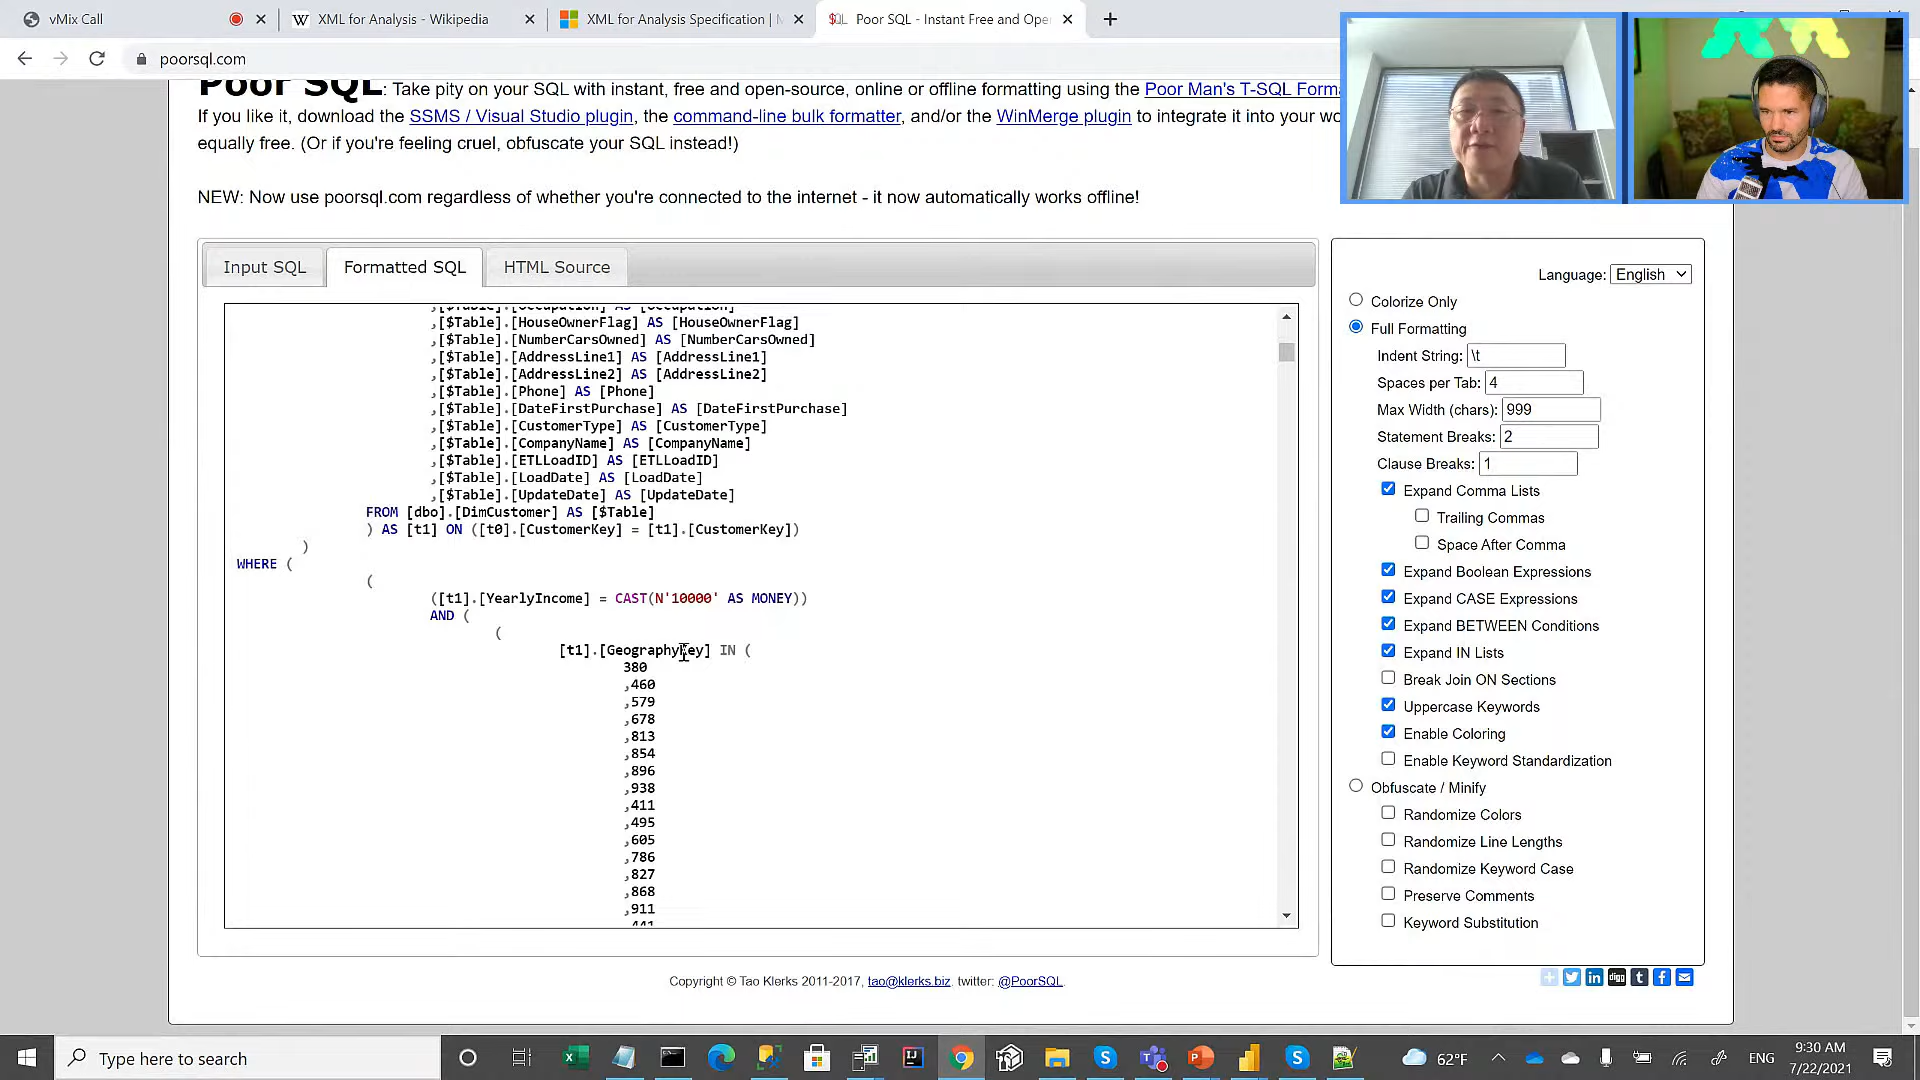 vMix Call
XML for Analysis - Wikipedia
XML for Analysis Specification | M
Poor SQL - Instant Free and Ope
poorsql.com
Poor SQL: Take pity on your SQL with instant, free and open-source, online or offline formatting using the Poor Man's T-SQL Forma
If you like it, download the SSMS / Visual Studio plugin, the command-line bulk formatter, and/or the WinMerge plugin to integrate it into your wo
equally free. (Or if you're feeling cruel, obfuscate your SQL instead!)
NEW: Now use poorsql.com regardless of whether you're connected to the internet - it now automatically works offline!
Input SQL
Formatted SQL
HTML Source
,[$Table].[Occupation] AS [Occupation]
,[$Table].[HouseOwnerFlag] AS [HouseOwnerFlag]
,[$Table].[NumberCarsOwned] AS [NumberCarsOwned]
,[$Table].[AddressLine1] AS [AddressLine1]
,[$Table].[AddressLine2] AS [AddressLine2]
,[$Table].[Phone] AS [Phone]
,[$Table].[DateFirstPurchase] AS [DateFirstPurchase]
,[$Table].[CustomerType] AS [CustomerType]
,[$Table].[CompanyName] AS [CompanyName]
,[$Table].[ETLLoadID] AS [ETLLoadID]
,[$Table].[LoadDate] AS [LoadDate]
,[$Table].[UpdateDate] AS [UpdateDate]
FROM [dbo].[DimCustomer] AS [$Table]
) AS [t1] ON ([t0].[CustomerKey] = [t1].[CustomerKey])
)
WHERE (
(
([t1].[YearlyIncome] = CAST(N'10000' AS MONEY))
AND (
(
[t1].[GeographyKey] IN (
380
,460
,579
,678
,813
,854
,896
,938
,411
,495
,605
,786
,827
,868
,911
,441
Language: English
Colorize Only
Full Formatting
Indent String: \t
Spaces per Tab: 4
Max Width (chars): 999
Statement Breaks: 2
Clause Breaks: 1
Expand Comma Lists
Trailing Commas
Space After Comma
Expand Boolean Expressions
Expand CASE Expressions
Expand BETWEEN Conditions
Expand IN Lists
Break Join ON Sections
Uppercase Keywords
Enable Coloring
Enable Keyword Standardization
Obfuscate / Minify
Randomize Colors
Randomize Line Lengths
Randomize Keyword Case
Preserve Comments
Keyword Substitution
Copyright © Tao Klerks 2011-2017, tao@klerks.biz. twitter: @PoorSQL.
Type here to search
62°F
ENG
9:30 AM
7/22/2021